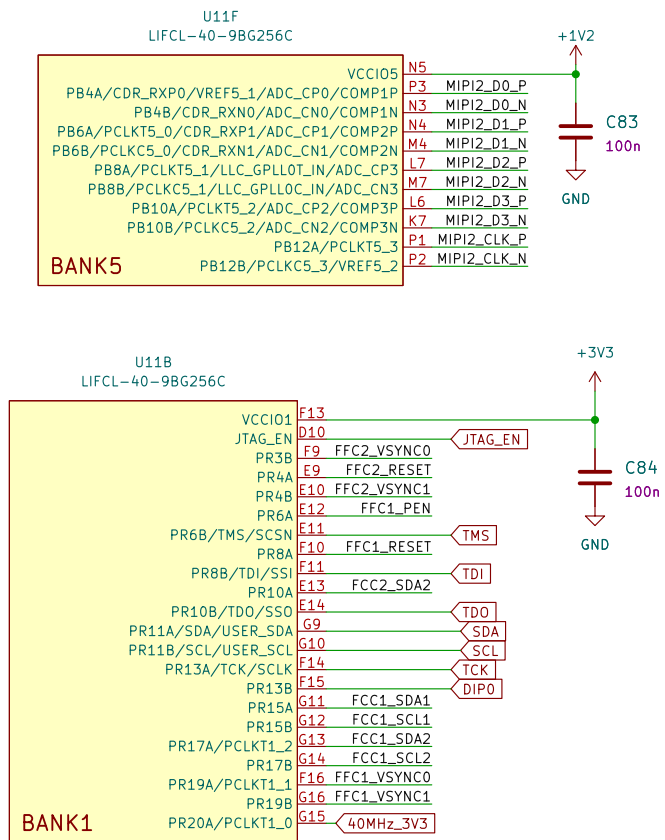 U11F
LIFCL-40-9BG256C
+1V2
VCCIO5 N5
PB4A/CDR_RXP0/VREF5_1/ADC_CP0/COMP1P P3 MIPI2_D0_P
PB4B/CDR_RXN0/ADC_CN0/COMP1N N3 MIPI2_D0_N
PB6A/PCLKT5_0/CDR_RXP1/ADC_CP1/COMP2P N4 MIPI2_D1_P
PB6B/PCLKC5_0/CDR_RXN1/ADC_CN1/COMP2N M4 MIPI2_D1_N
PB8A/PCLKT5_1/LLC_GPLL0T_IN/ADC_CP3 L7 MIPI2_D2_P
PB8B/PCLKC5_1/LLC_GPLL0C_IN/ADC_CN3 M7 MIPI2_D2_N
PB10A/PCLKT5_2/ADC_CP2/COMP3P L6 MIPI2_D3_P
PB10B/PCLKC5_2/ADC_CN2/COMP3N K7 MIPI2_D3_N
PB12A/PCLKT5_3 P1 MIPI2_CLK_P
PB12B/PCLKC5_3/VREF5_2 P2 MIPI2_CLK_N
BANK5
C83
100n
GND
U11B
LIFCL-40-9BG256C
+3V3
VCCIO1 F13
JTAG_EN D10 JTAG_EN
PR3B F9 FFC2_VSYNC0
PR4A E9 FFC2_RESET
PR4B E10 FFC2_VSYNC1
PR6A E12 FFC1_PEN
PR6B/TMS/SCSN E11 TMS
PR8A F10 FFC1_RESET
PR8B/TDI/SSI F11 TDI
PR10A E13 FCC2_SDA2
PR10B/TDO/SSO E14 TDO
PR11A/SDA/USER_SDA G9 SDA
PR11B/SCL/USER_SCL G10 SCL
PR13A/TCK/SCLK F14 TCK
PR13B F15 DIP0
PR15A G11 FCC1_SDA1
PR15B G12 FCC1_SCL1
PR17A/PCLKT1_2 G13 FCC1_SDA2
PR17B G14 FCC1_SCL2
PR19A/PCLKT1_1 F16 FFC1_VSYNC0
PR19B G16 FFC1_VSYNC1
PR20A/PCLKT1_0 G15 40MHz_3V3
BANK1
C84
100n
GND